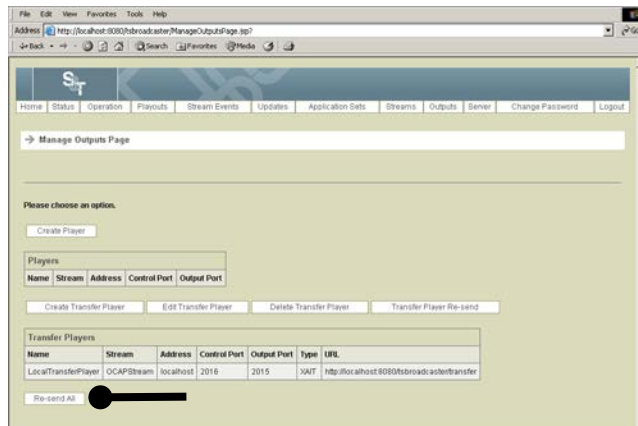 File Edit View Favorites Tools Help
Address http://localhost:8080/tsbroadcaster/ManageOutputsPage.jsp?
Back Search Favorites Media
S&T
Home Status Operation Playouts Stream Events Updates Application Sets Streams Outputs Server Change Password Logout
Manage Outputs Page
Please choose an option.
Create Player
Players
Name Stream Address Control Port Output Port
Create Transfer Player Edit Transfer Player Delete Transfer Player Transfer Player Re-send
Transfer Players
Name Stream Address Control Port Output Port Type URL
LocalTransferPlayer OCAPStream localhost 2016 2015 XAIT http://localhost:8080/tsbroadcaster/transfer
Re-send All